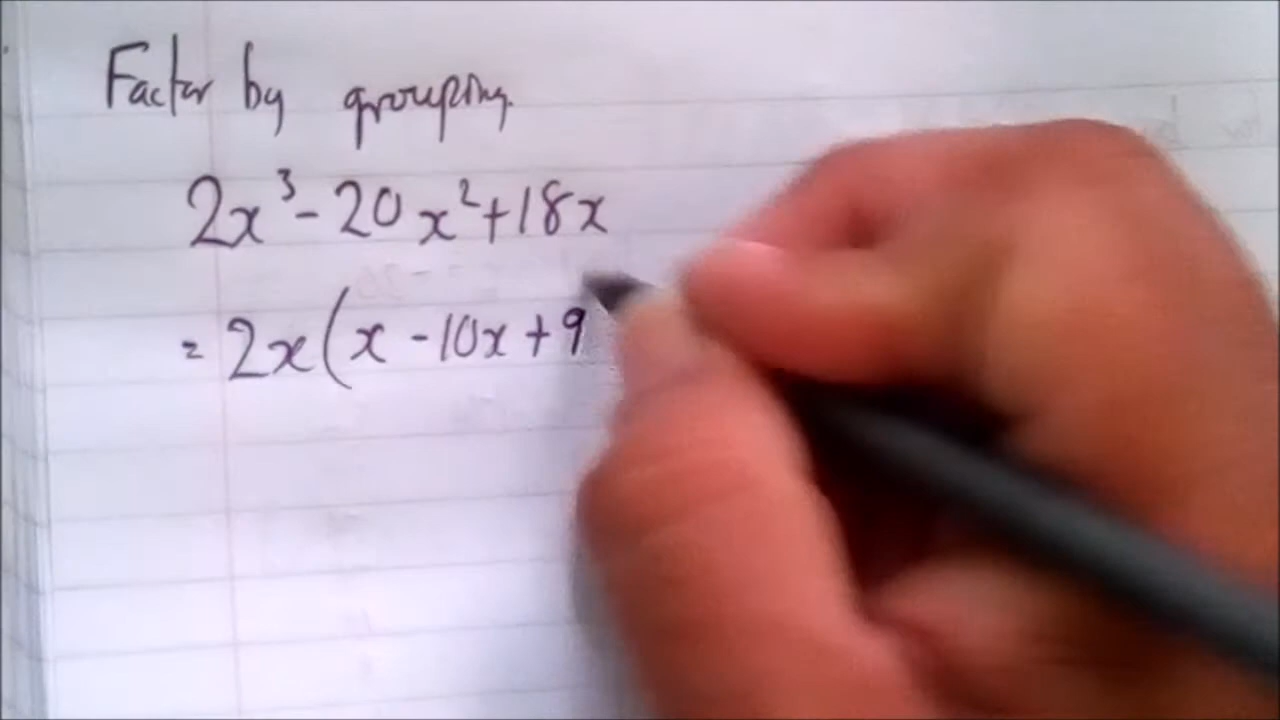 Factor by grouping.
2x³-20x²+18x
= 2x(x -10x + 9